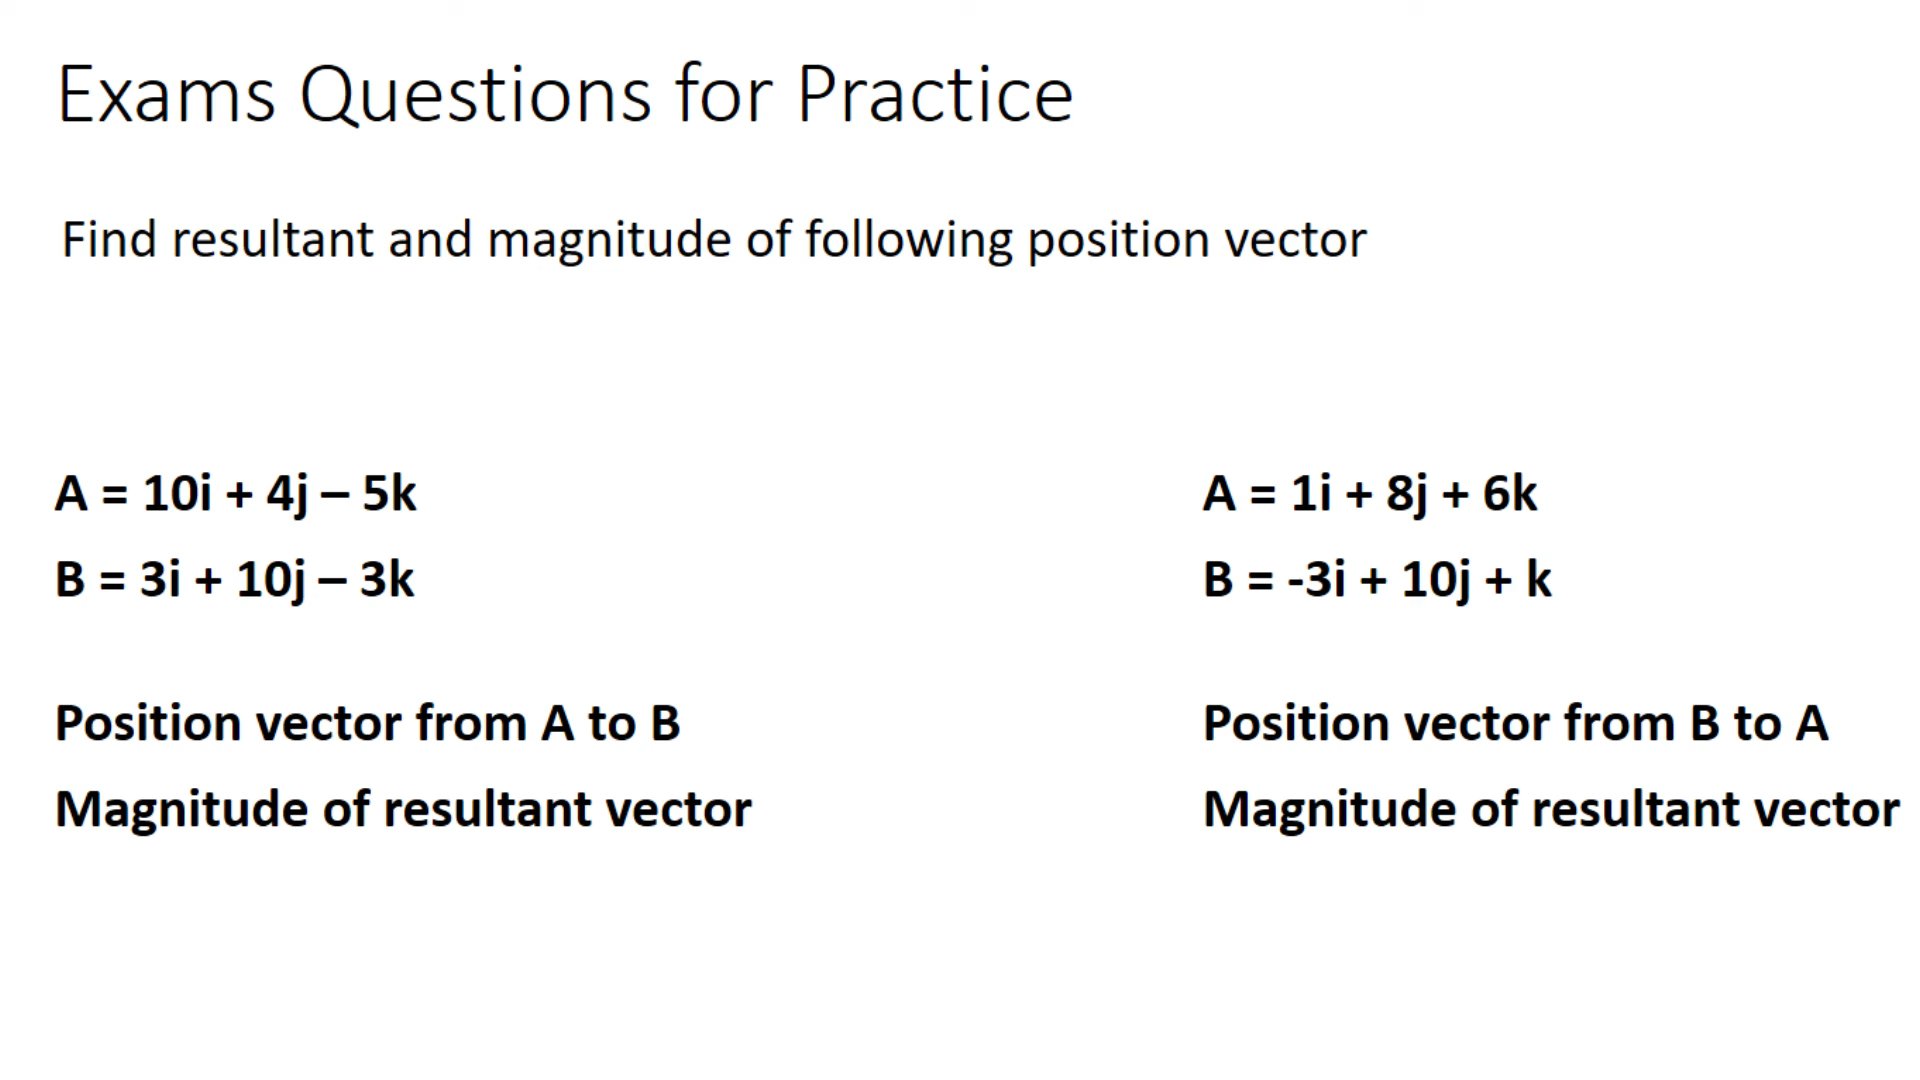 Exams Questions for Practice
Find resultant and magnitude of following position vector
A = 10i + 4j – 5k
B = 3i + 10j – 3k
Position vector from A to B
Magnitude of resultant vector
A = 1i + 8j + 6k
B = -3i + 10j + k
Position vector from B to A
Magnitude of resultant vector